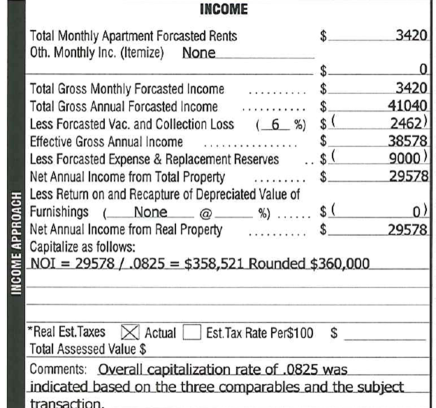 INCOME
Total Monthly Apartment Forcasted Rents $ 3420
Oth. Monthly Inc. (Itemize) None
$ 0
Total Gross Monthly Forcasted Income .......... $ 3420
Total Gross Annual Forcasted Income .......... $ 41040
Less Forcasted Vac. and Collection Loss ( 6 %) $ ( 2462)
Effective Gross Annual Income ................ $ 38578
Less Forcasted Expense & Replacement Reserves .. $ ( 9000 )
Net Annual Income from Total Property ......... $ 29578
Less Return on and Recapture of Depreciated Value of
Furnishings ( None @ %) ...... $ ( 0)
Net Annual Income from Real Property .......... $ 29578
Capitalize as follows:
NOI = 29578 / .0825 = $358,521 Rounded $360,000
*Real Est.Taxes ☒ Actual ☐ Est.Tax Rate Per$100 $
Total Assessed Value $
Comments: Overall capitalization rate of .0825 was
indicated based on the three comparables and the subject
transaction.
INCOME APPROACH